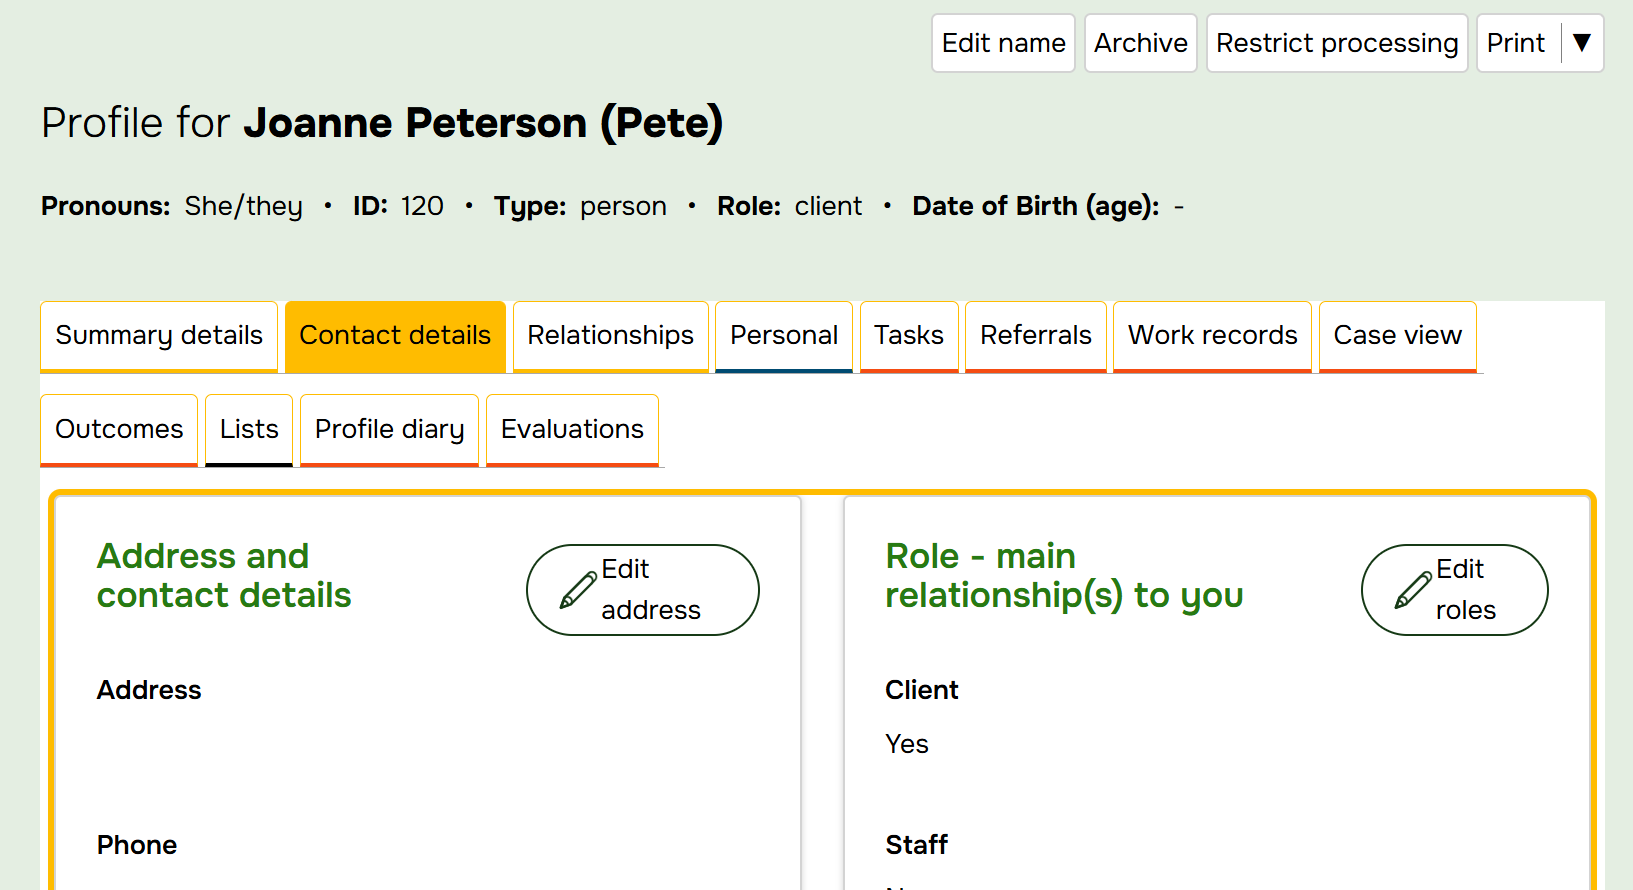 Edit name Archive Restrict processing Print ▼
Profile for Joanne Peterson (Pete)
Pronouns: She/they • ID: 120 • Type: person • Role: client • Date of Birth (age): -
Summary details Contact details Relationships Personal Tasks Referrals Work records Case view
Outcomes Lists Profile diary Evaluations
Address and
contact details
Edit
address
Address
Phone
Role - main
relationship(s) to you
Edit
roles
Client
Yes
Staff